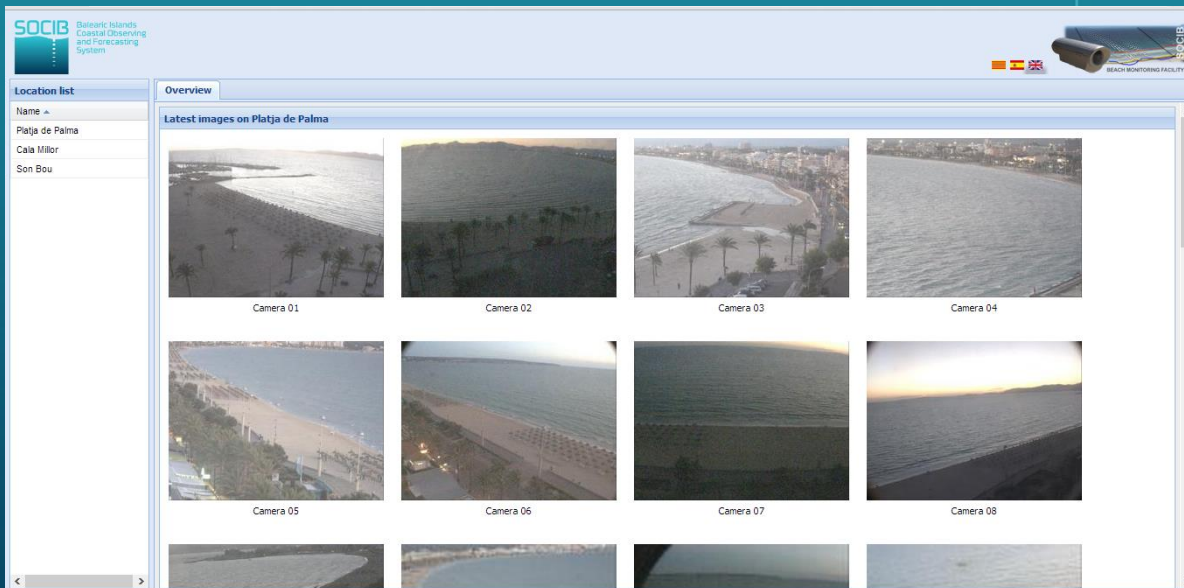 SOCIB
Balearic Islands
Coastal Observing
and Forecasting
System
SOCIB
BEACH MONITORING FACILITY
Location list
Name
Platja de Palma
Cala Millor
Son Bou
Overview
Latest images on Platja de Palma
Camera 01
Camera 02
Camera 03
Camera 04
Camera 05
Camera 06
Camera 07
Camera 08